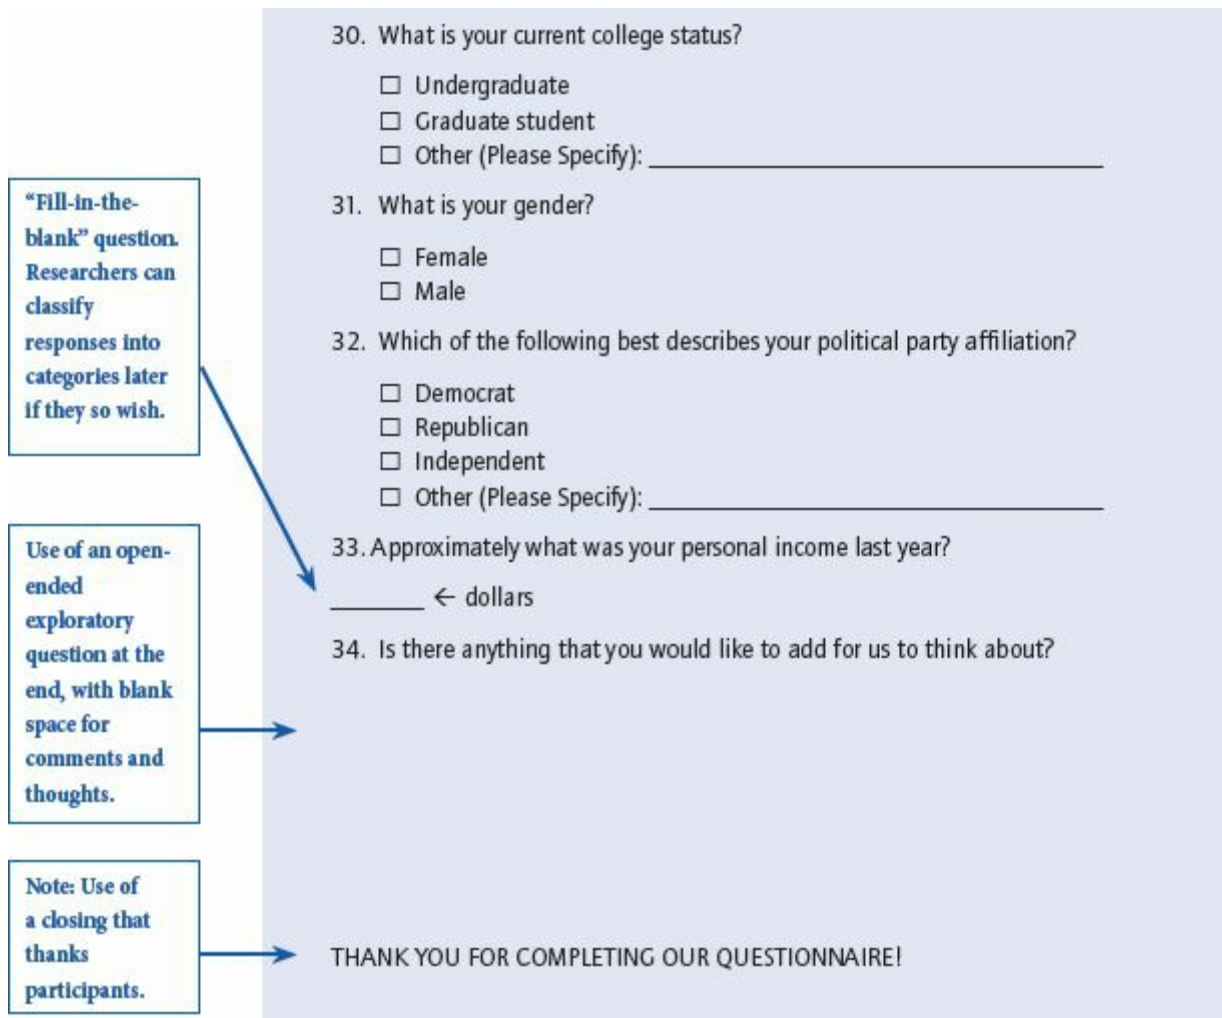 30. What is your current college status?
☐ Undergraduate
☐ Graduate student
☐ Other (Please Specify): ____________________
31. What is your gender?
☐ Female
☐ Male
32. Which of the following best describes your political party affiliation?
☐ Democrat
☐ Republican
☐ Independent
☐ Other (Please Specify): ____________________
33. Approximately what was your personal income last year?
_______ ← dollars
34. Is there anything that you would like to add for us to think about?
THANK YOU FOR COMPLETING OUR QUESTIONNAIRE!
“Fill-in-the-
blank” question.
Researchers can
classify
responses into
categories later
if they so wish.
Use of an open-
ended
exploratory
question at the
end, with blank
space for
comments and
thoughts.
Note: Use of
a closing that
thanks
participants.